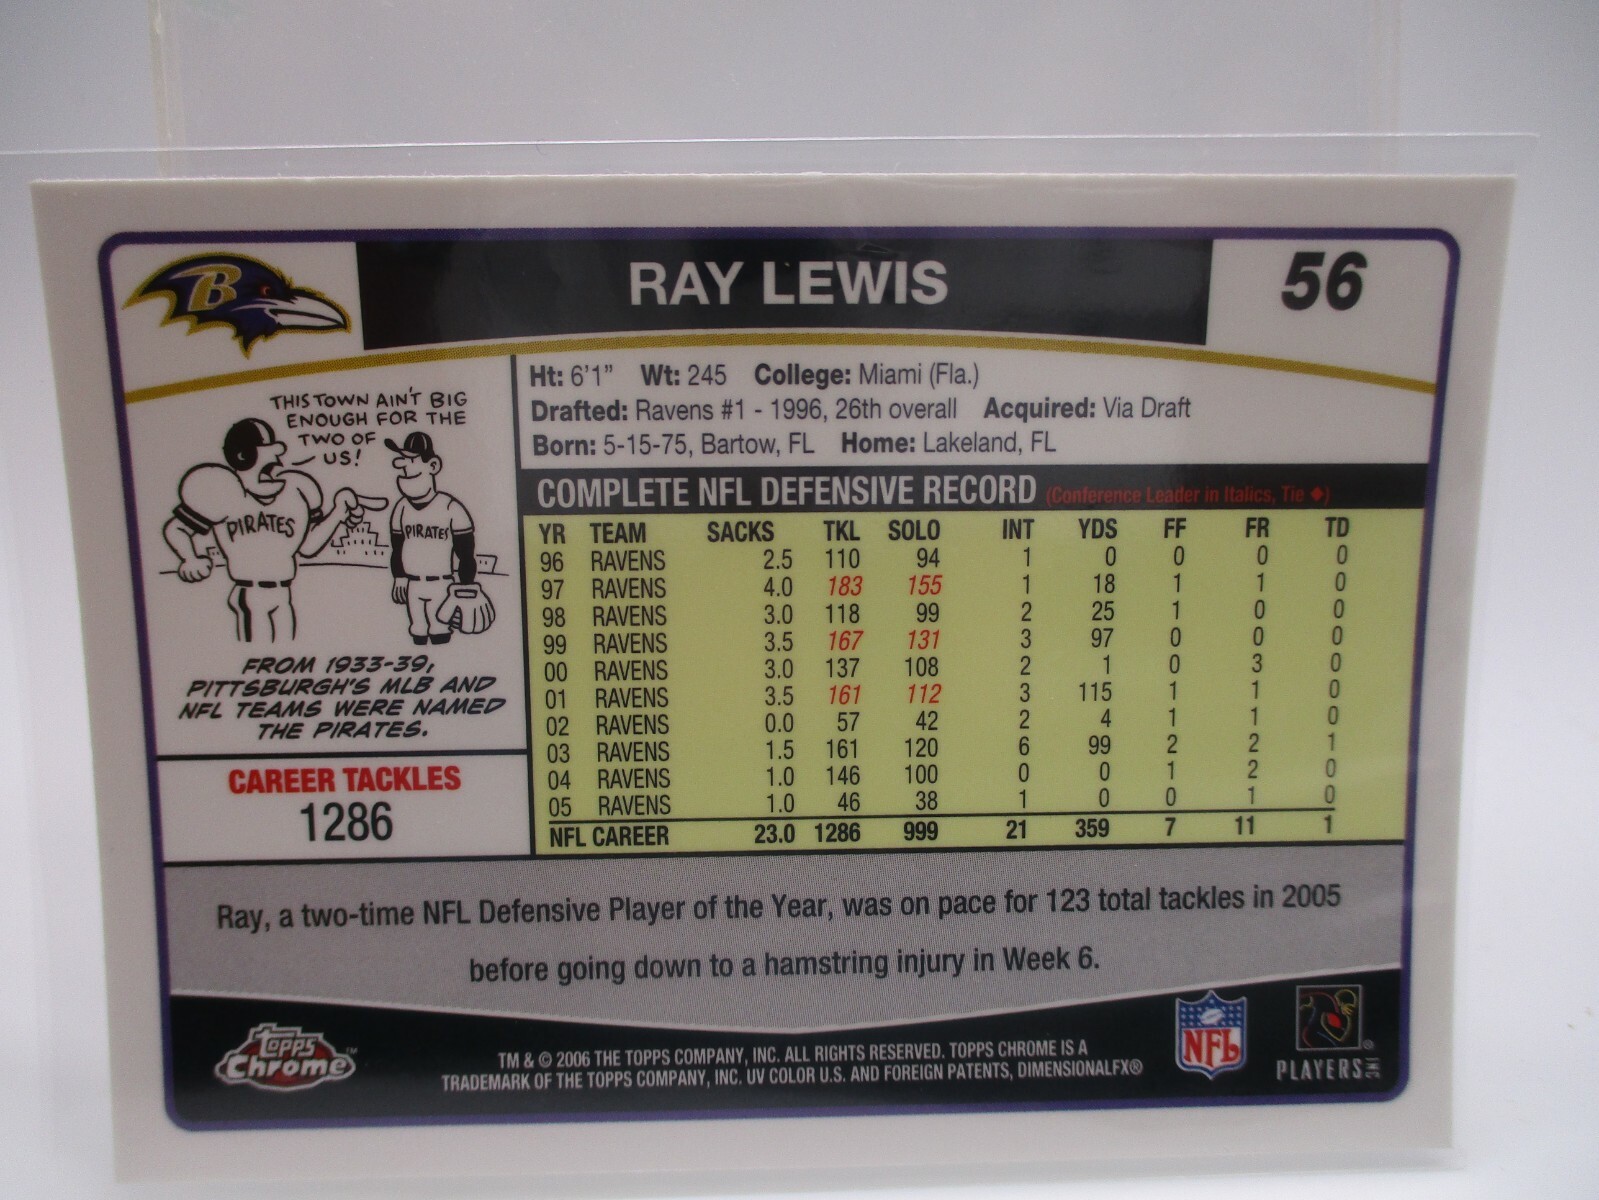 RAY LEWIS
56
B
THIS TOWN AIN'T BIG
ENOUGH FOR THE
TWO OF
US!
PIRATES
PIRATES
FROM 1933-39,
PITTSBURGH'S MLB AND
NFL TEAMS WERE NAMED
THE PIRATES.
CAREER TACKLES
1286
Ht: 6'1" Wt: 245 College: Miami (Fla.)
Drafted: Ravens #1 - 1996, 26th overall Acquired: Via Draft
Born: 5-15-75, Bartow, FL Home: Lakeland, FL
COMPLETE NFL DEFENSIVE RECORD (Conference Leader in Italics, Tie ♦)
YR TEAM SACKS TKL SOLO INT YDS FF FR TD
96 RAVENS 2.5 110 94 1 0 0 0 0
97 RAVENS 4.0 183 155 1 18 1 1 0
98 RAVENS 3.0 118 99 2 25 1 0 0
99 RAVENS 3.5 167 131 3 97 0 0 0
00 RAVENS 3.0 137 108 2 1 0 3 0
01 RAVENS 3.5 161 112 3 115 1 1 0
02 RAVENS 0.0 57 42 2 4 1 1 0
03 RAVENS 1.5 161 120 6 99 2 2 1
04 RAVENS 1.0 146 100 0 0 1 2 0
05 RAVENS 1.0 46 38 1 0 0 1 0
NFL CAREER 23.0 1286 999 21 359 7 11 1
Ray, a two-time NFL Defensive Player of the Year, was on pace for 123 total tackles in 2005
before going down to a hamstring injury in Week 6.
Topps
Chrome™
TM & © 2006 THE TOPPS COMPANY, INC. ALL RIGHTS RESERVED. TOPPS CHROME IS A
TRADEMARK OF THE TOPPS COMPANY, INC. UV COLOR U.S. AND FOREIGN PATENTS, DIMENSIONALFX®
NFL
PLAYERS INC ®